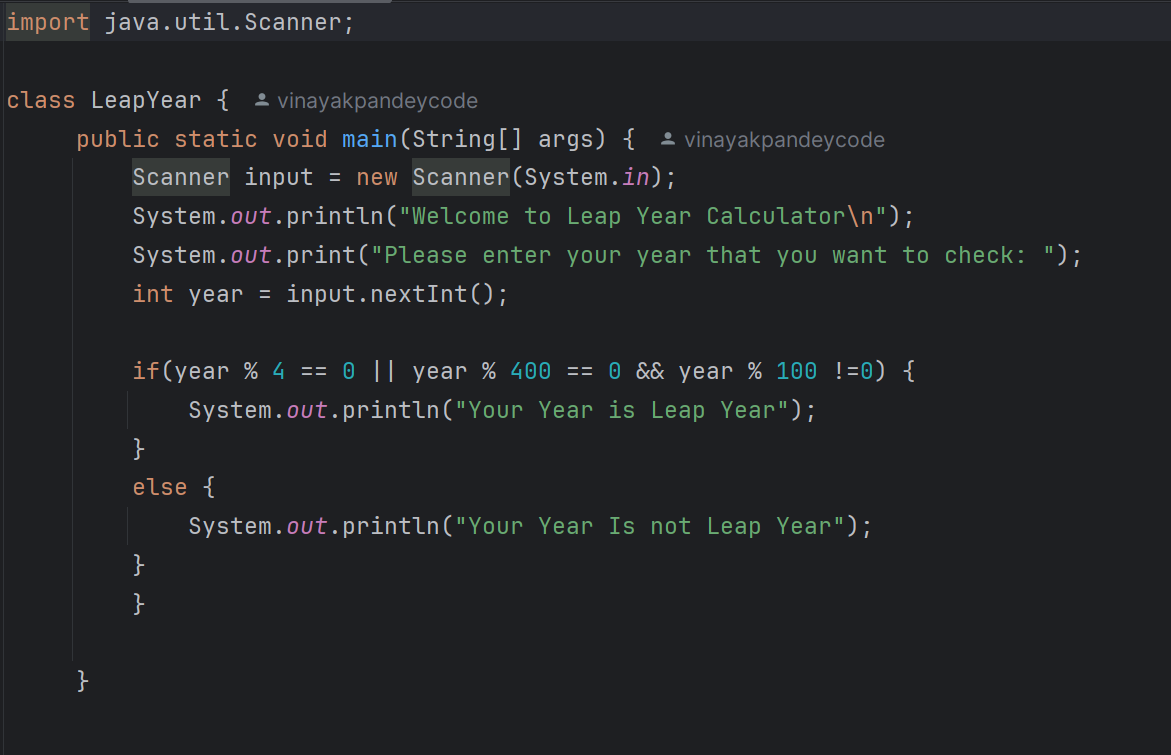 import java.util.Scanner;
class LeapYear { vinayakpandeycode
public static void main(String[] args) { vinayakpandeycode
Scanner input = new Scanner(System.in);
System.out.println("Welcome to Leap Year Calculator\n");
System.out.print("Please enter your year that you want to check: ");
int year = input.nextInt();
if(year % 4 == 0 || year % 400 == 0 && year % 100 !=0) {
System.out.println("Your Year is Leap Year");
}
else {
System.out.println("Your Year Is not Leap Year");
}
}
}